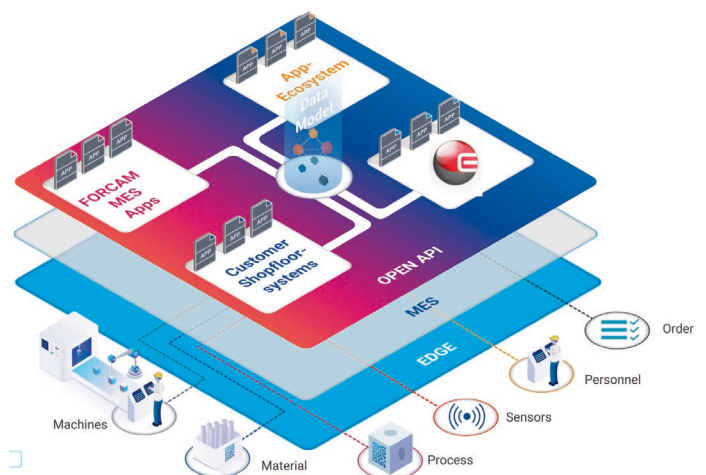 APP
APP
APP
App-
Ecosystem
Data
Model
APP
APP
APP
APP
APP
APP
FORCAM
MES
Apps
APP
APP
APP
Customer
Shopfloor-
systems
OPEN API
MES
EDGE
Order
Personnel
Sensors
Machines
Process
Material